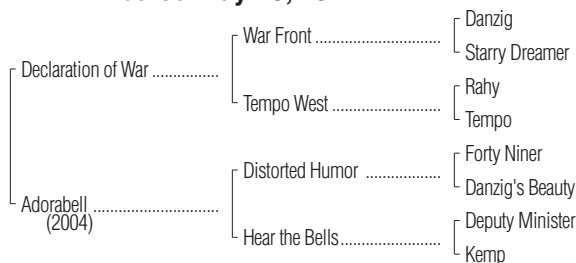 Danzig
War Front
Starry Dreamer
Declaration of War
Rahy
Tempo West
Tempo
Forty Niner
Distorted Humor
Danzig's Beauty
Adorabell
(2004)
Deputy Minister
Hear the Bells
Kemp